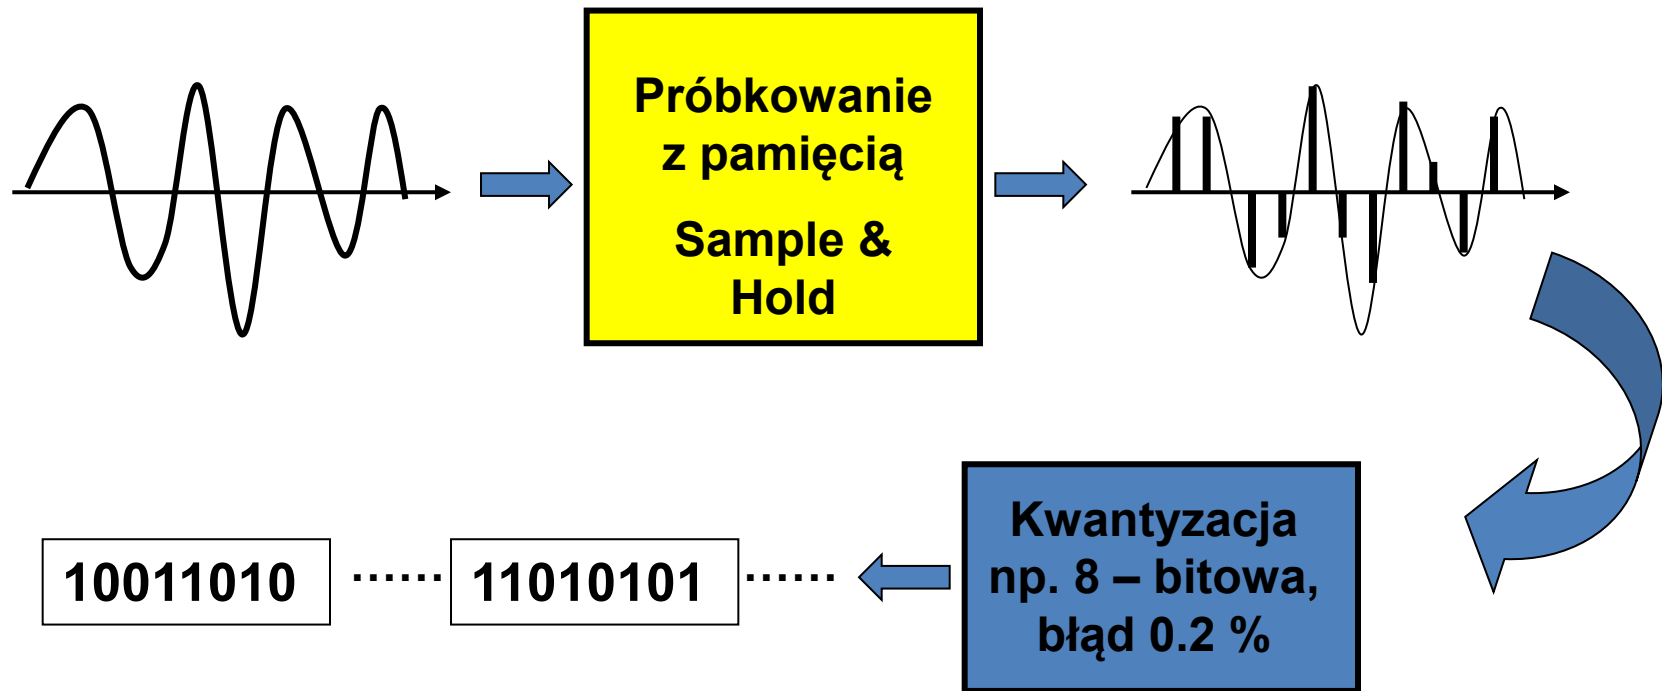 Próbkowanie
z pamięcią
Sample &
Hold
Kwantyzacja
np. 8 – bitowa,
błąd 0.2 %
10011010 ...... 11010101 ......